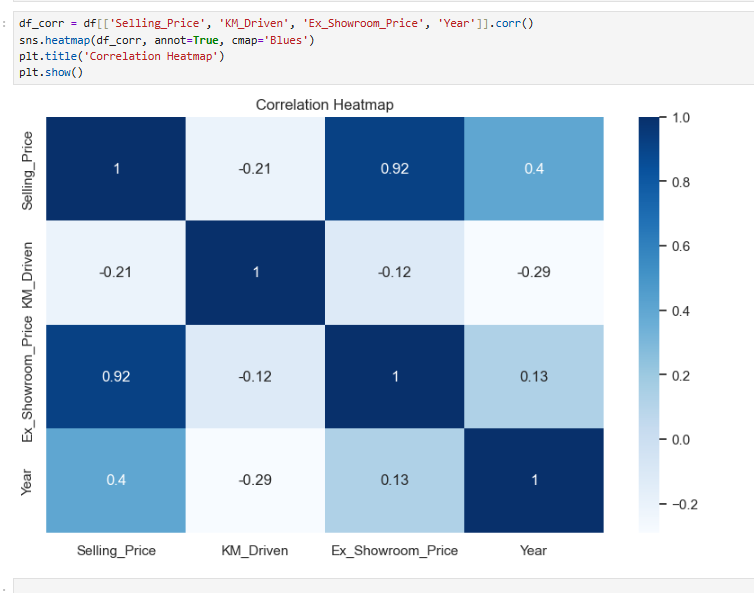 df_corr = df[['Selling_Price', 'KM_Driven', 'Ex_Showroom_Price', 'Year']].corr()
sns.heatmap(df_corr, annot=True, cmap='Blues')
plt.title('Correlation Heatmap')
plt.show()
Correlation Heatmap
Selling_Price
1 -0.21 0.92 0.4
KM_Driven
-0.21 1 -0.12 -0.29
Ex_Showroom_Price
0.92 -0.12 1 0.13
Year
0.4 -0.29 0.13 1
Selling_Price KM_Driven Ex_Showroom_Price Year
1.0
0.8
0.6
0.4
0.2
0.0
−0.2